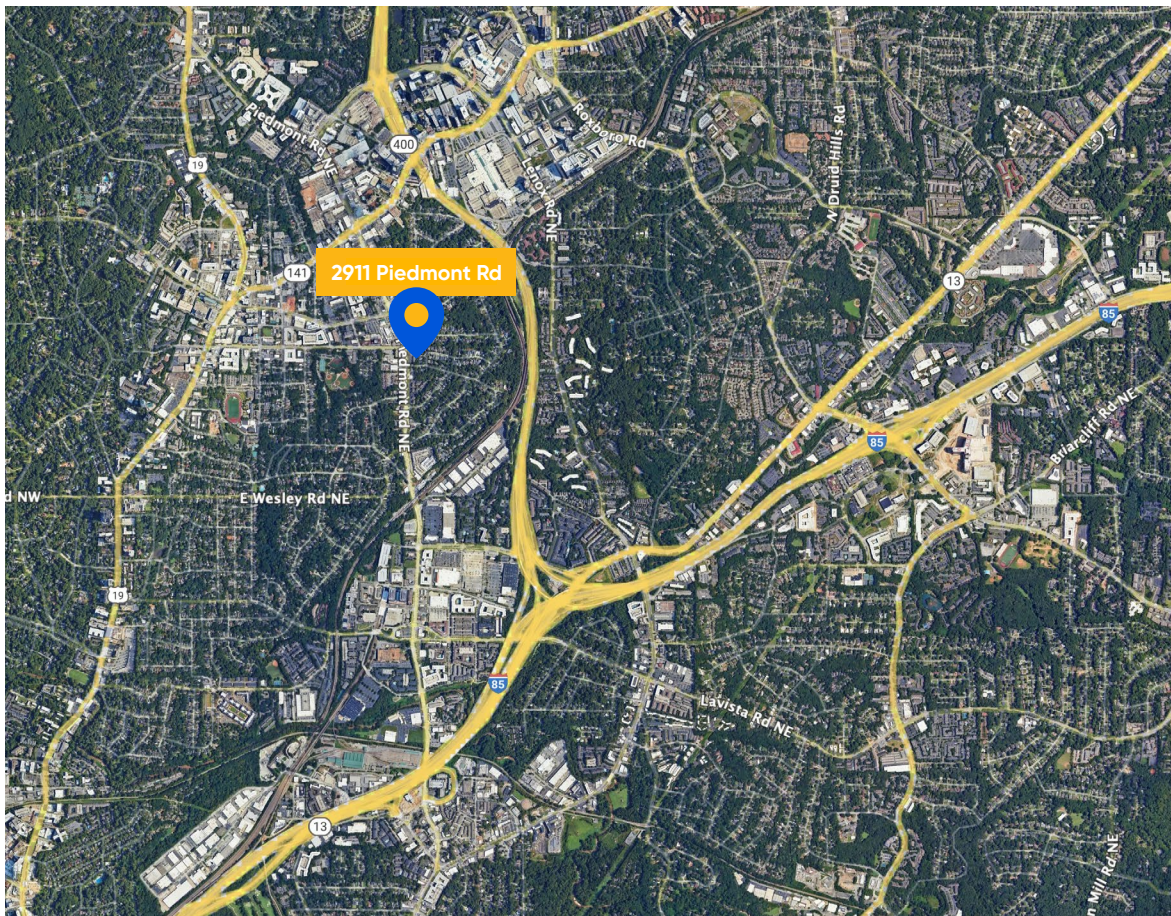 Piedmont Rd NE
400
Roxboro Rd
19
Lenox Rd NE
N Druid Hills Rd
2911 Piedmont Rd
141
13
85
Piedmont Rd NE
85
Briarcliff Rd NE
d NW
E Wesley Rd NE
19
85
Lavista Rd NE
13
n Mill Rd NE